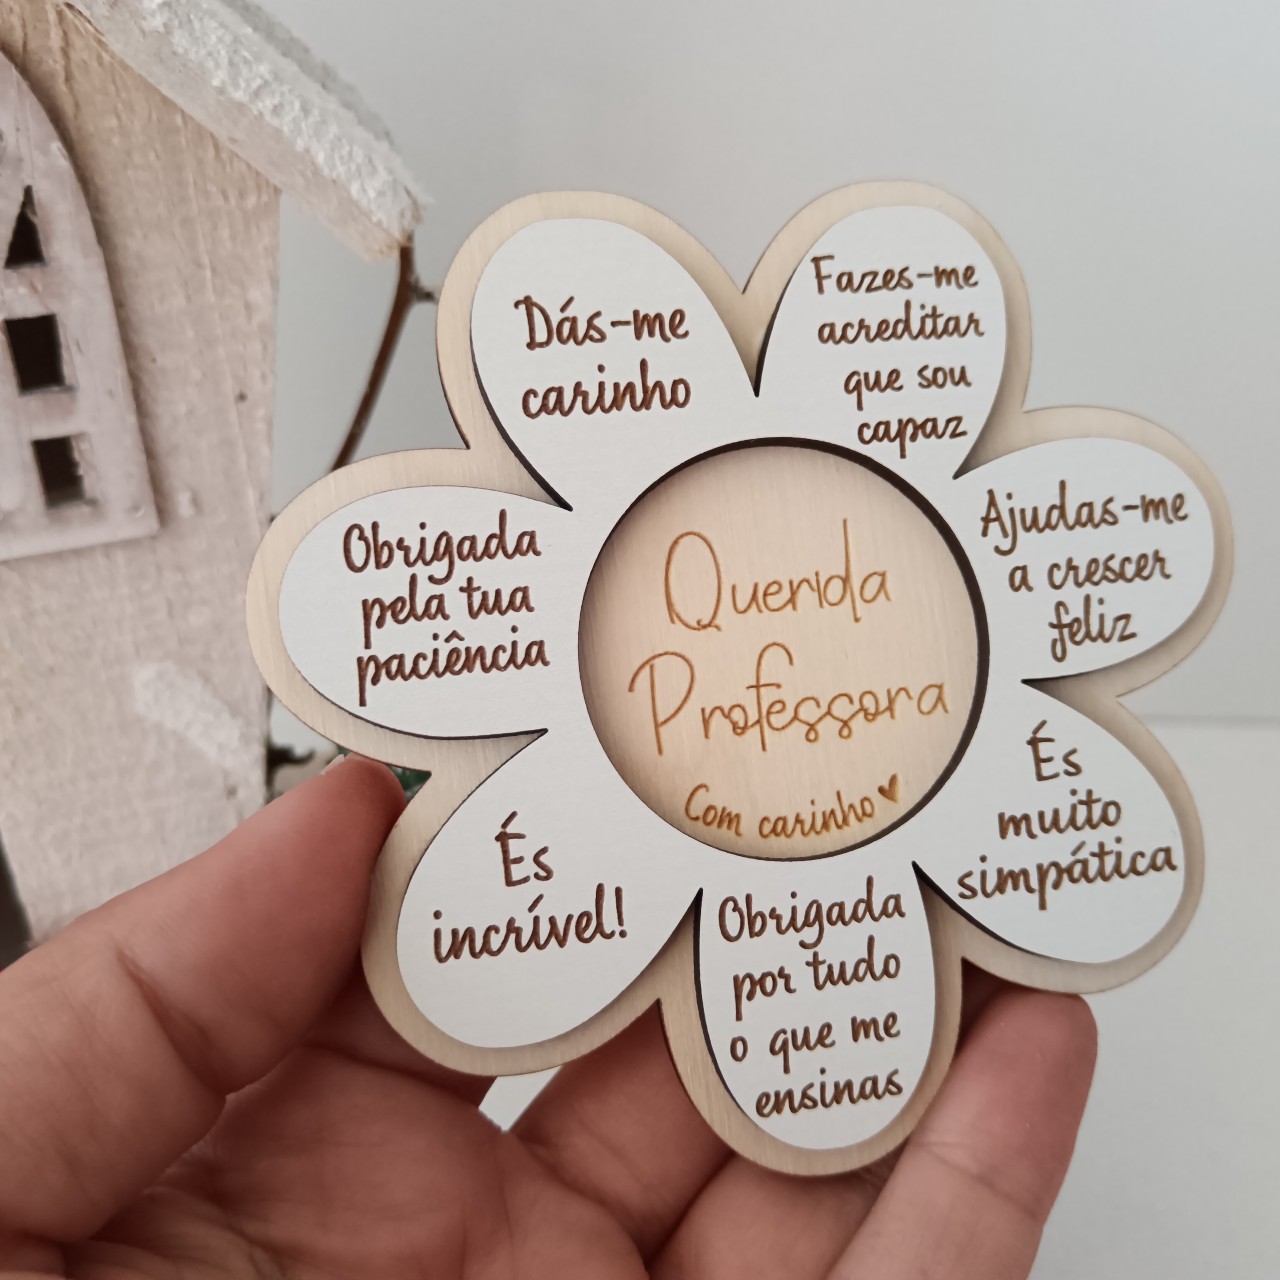 Dás-me
carinho
Fazes-me
acreditar
que sou
capaz
Ajudas-me
a crescer
feliz
És
muito
simpática
Obrigada
por tudo
o que me
ensinas
És
incrível!
Obrigada
pela tua
paciência
Querida
Professora
Com carinho♥